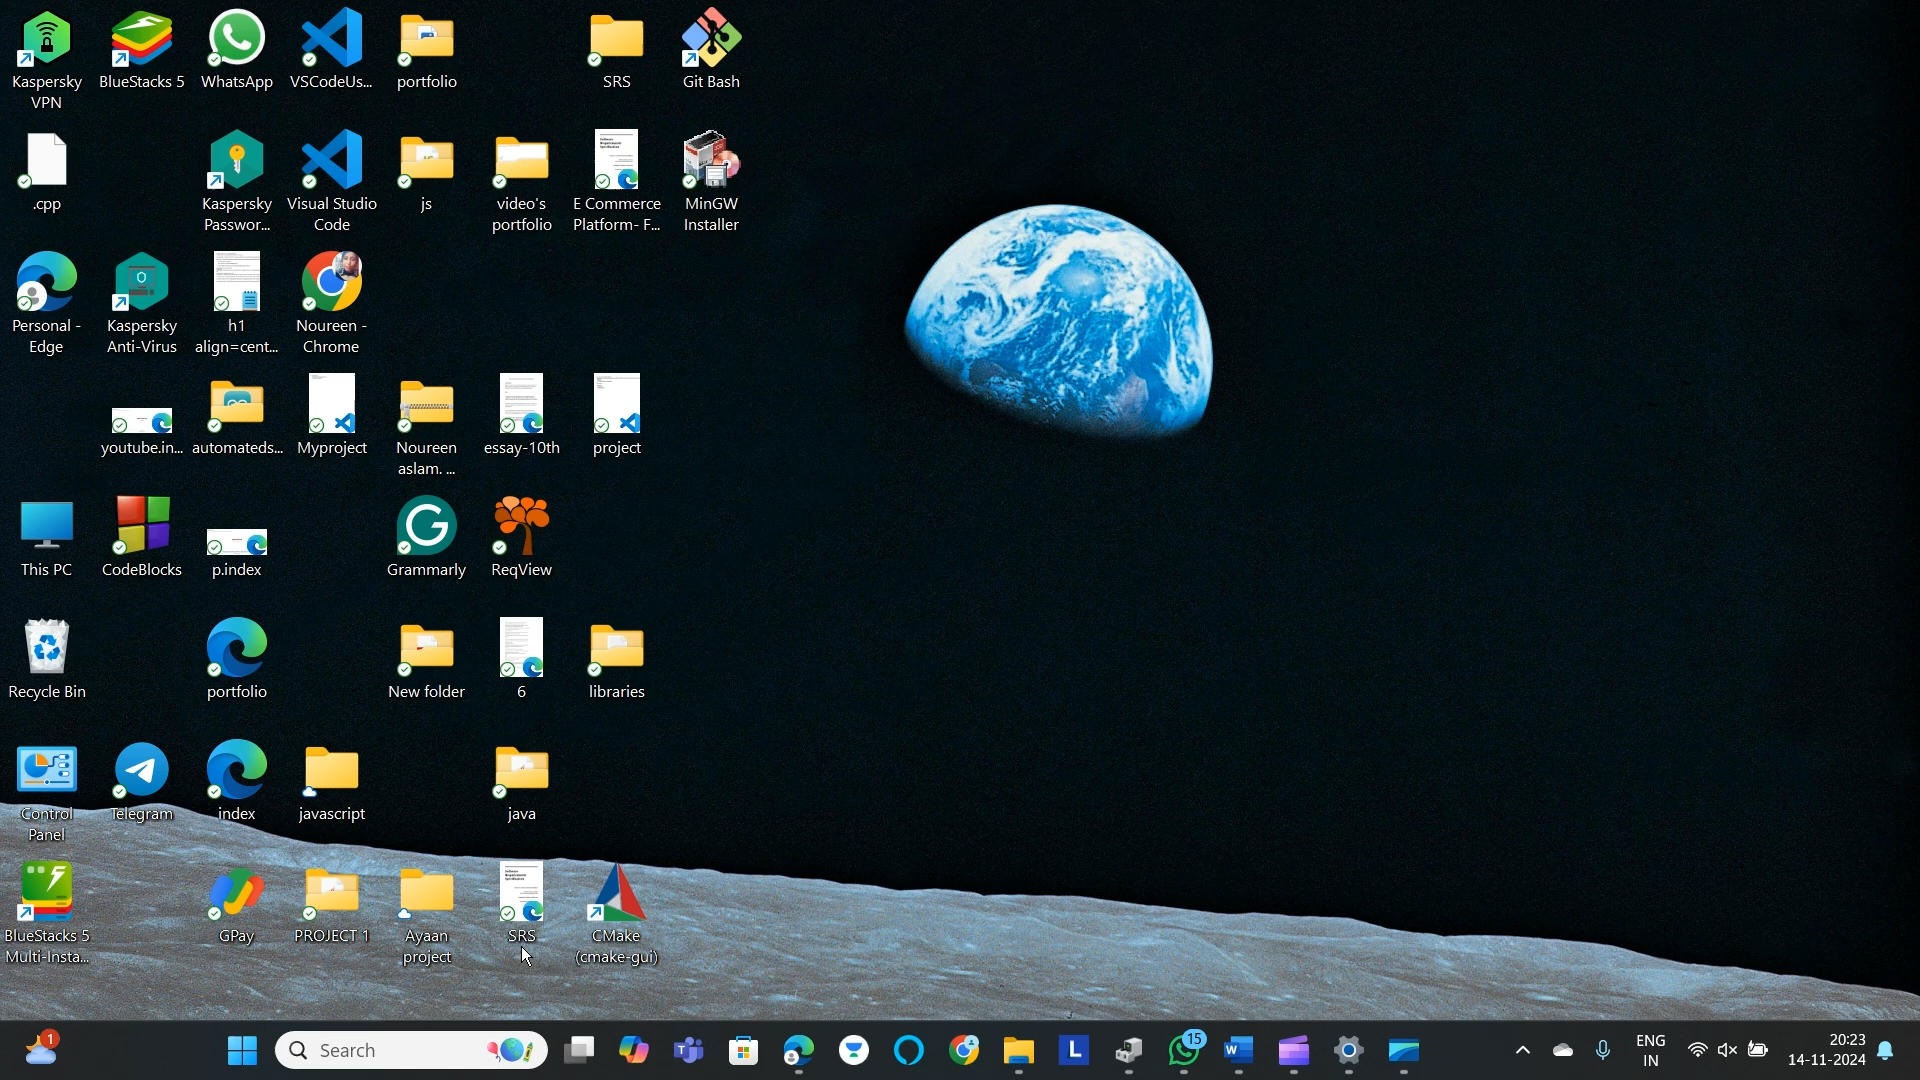 Kaspersky
VPN
BlueStacks 5
WhatsApp
VSCodeUs...
portfolio
SRS
Git Bash
.cpp
Kaspersky
Passwor...
Visual Studio
Code
js
video's
portfolio
E Commerce
Platform- F...
MinGW
Installer
Personal -
Edge
Kaspersky
Anti-Virus
h1
align=cent...
Noureen -
Chrome
youtube.in...
automateds...
Myproject
Noureen
aslam. ...
essay-10th
project
This PC
CodeBlocks
p.index
Grammarly
ReqView
Recycle Bin
portfolio
New folder
6
libraries
Control
Panel
Telegram
index
javascript
java
BlueStacks 5
Multi-Insta...
GPay
PROJECT 1
Ayaan
project
SRS
CMake
(cmake-gui)
1
Search
L
15
W
ENG
IN
20:23
14-11-2024